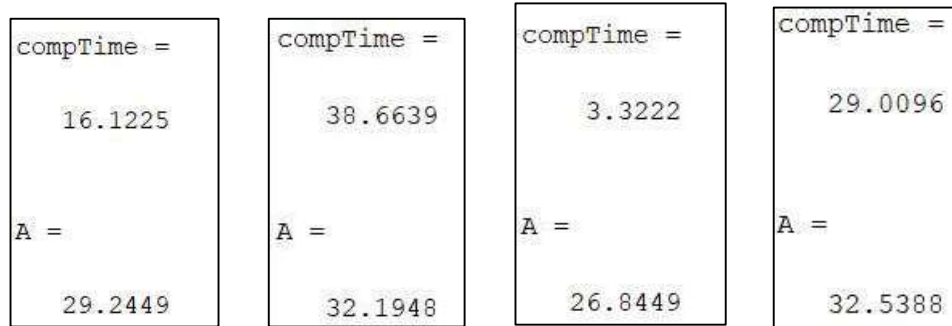 compTime =
16.1225
A =
29.2449
compTime =
38.6639
A =
32.1948
compTime =
3.3222
A =
26.8449
compTime =
29.0096
A =
32.5388